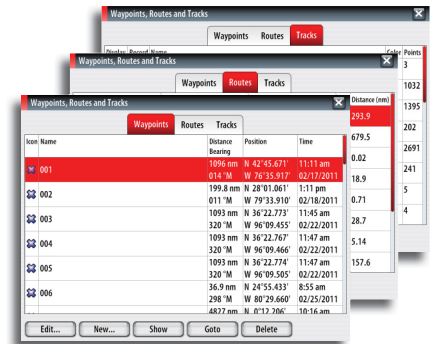 Waypoints, Routes and Tracks
Waypoints Routes Tracks
Display Record Name Color Points
3
1032
1395
202
2691
241
5
4
Waypoints, Routes and Tracks
Waypoints Routes Tracks
Distance (nm)
293.9
679.5
0.02
18.9
0.71
28.7
5.14
157.6
Waypoints, Routes and Tracks
Waypoints Routes Tracks
Icon Name Distance Position Time
Bearing
001 1096 nm N 42°45.671' 11:11 am
014 °M W 76°35.917' 02/17/2011
002 199.8 nm N 28°01.061' 1:11 pm
011 °M W 79°33.910' 02/18/2011
003 1093 nm N 36°22.773' 11:45 am
320 °M W 96°09.455' 02/22/2011
004 1093 nm N 36°22.767' 11:47 am
320 °M W 96°09.466' 02/22/2011
005 1093 nm N 36°22.774' 11:47 am
320 °M W 96°09.505' 02/22/2011
006 36.9 nm N 24°55.433' 8:55 am
298 °M W 80°29.660' 02/25/2011
4827 nm N 0°12.206' 10:16 am
Edit... New... Show Goto Delete